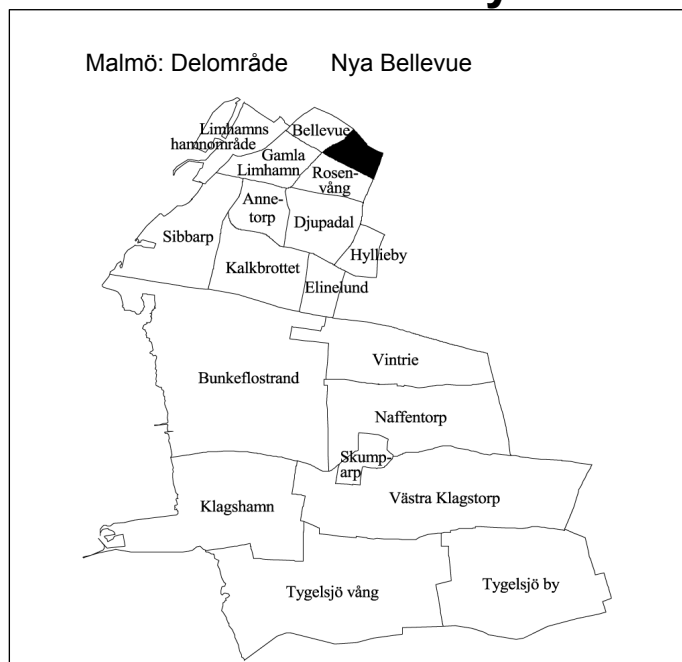 Malmö: Delområde Nya Bellevue
Limhamns
hamnområde
Bellevue
Gamla
Limhamn
Rosen-
vång
Anne-
torp
Djupadal
Sibbarp
Hyllieby
Kalkbrottet
Elinelund
Bunkeflostrand
Vintrie
Naffentorp
Skump-
arp
Klagshamn
Västra Klagstorp
Tygelsjö vång
Tygelsjö by